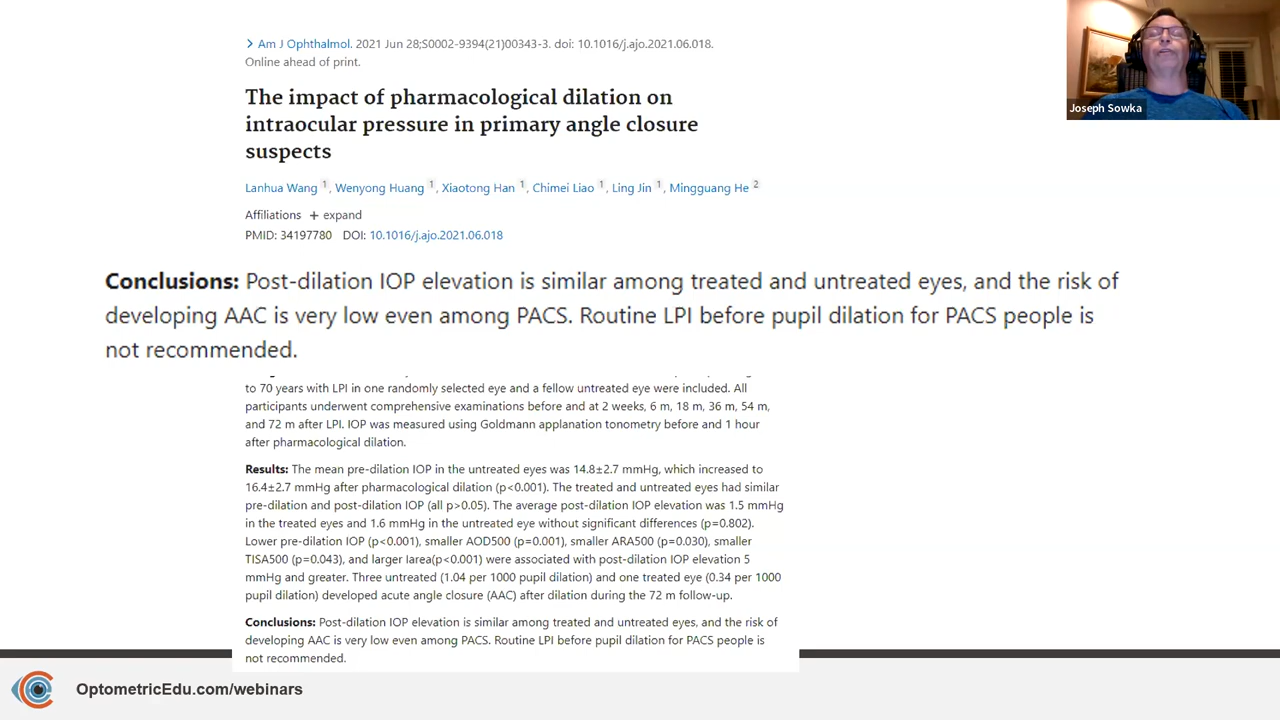 > Am J Ophthalmol. 2021 Jun 28;S0002-9394(21)00343-3. doi: 10.1016/j.ajo.2021.06.018.
Online ahead of print.
The impact of pharmacological dilation on
intraocular pressure in primary angle closure
suspects
Lanhua Wang 1, Wenyong Huang 1, Xiaotong Han 1, Chimei Liao 1, Ling Jin 1, Mingguang He 2
Affiliations + expand
PMID: 34197780 DOI: 10.1016/j.ajo.2021.06.018
Conclusions: Post-dilation IOP elevation is similar among treated and untreated eyes, and the risk of
developing AAC is very low even among PACS. Routine LPI before pupil dilation for PACS people is
not recommended.
to 70 years with LPI in one randomly selected eye and a fellow untreated eye were included. All
participants underwent comprehensive examinations before and at 2 weeks, 6 m, 18 m, 36 m, 54 m,
and 72 m after LPI. IOP was measured using Goldmann applanation tonometry before and 1 hour
after pharmacological dilation.
Results: The mean pre-dilation IOP in the untreated eyes was 14.8±2.7 mmHg, which increased to
16.4±2.7 mmHg after pharmacological dilation (p<0.001). The treated and untreated eyes had similar
pre-dilation and post-dilation IOP (all p>0.05). The average post-dilation IOP elevation was 1.5 mmHg
in the treated eyes and 1.6 mmHg in the untreated eye without significant differences (p=0.802).
Lower pre-dilation IOP (p<0.001), smaller AOD500 (p=0.001), smaller ARA500 (p=0.030), smaller
TISA500 (p=0.043), and larger Iarea(p<0.001) were associated with post-dilation IOP elevation 5
mmHg and greater. Three untreated (1.04 per 1000 pupil dilation) and one treated eye (0.34 per 1000
pupil dilation) developed acute angle closure (AAC) after dilation during the 72 m follow-up.
Conclusions: Post-dilation IOP elevation is similar among treated and untreated eyes, and the risk of
developing AAC is very low even among PACS. Routine LPI before pupil dilation for PACS people is
not recommended.
Joseph Sowka
OptometricEdu.com/webinars